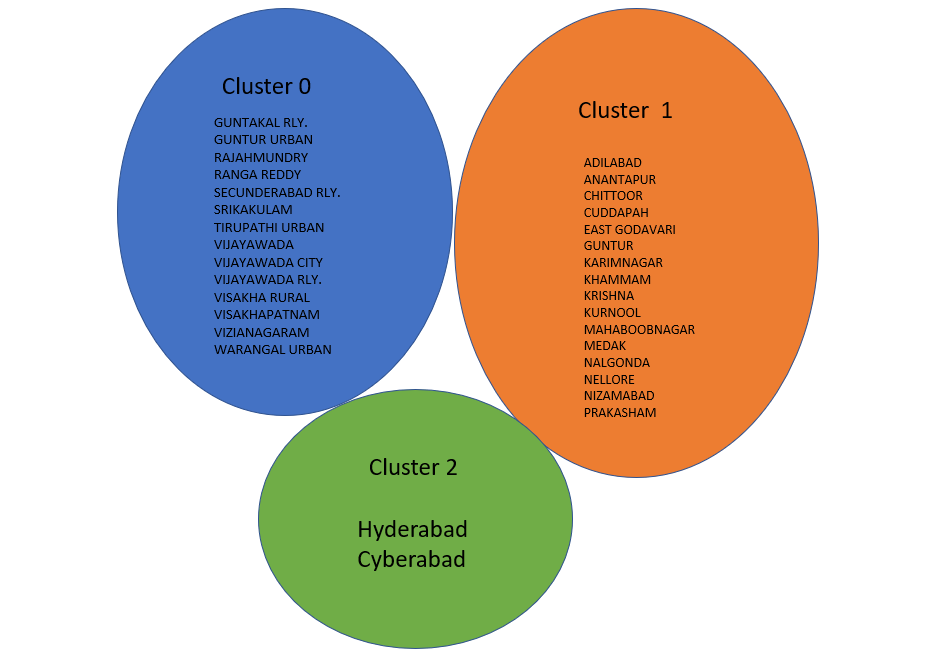 Cluster 0
GUNTAKAL RLY.
GUNTUR URBAN
RAJAHMUNDRY
RANGA REDDY
SECUNDERABAD RLY.
SRIKAKULAM
TIRUPATHI URBAN
VIJAYAWADA
VIJAYAWADA CITY
VIJAYAWADA RLY.
VISAKHA RURAL
VISAKHAPATNAM
VIZIANAGARAM
WARANGAL URBAN
Cluster 1
ADILABAD
ANANTAPUR
CHITTOOR
CUDDAPAH
EAST GODAVARI
GUNTUR
KARIMNAGAR
KHAMMAM
KRISHNA
KURNOOL
MAHABOOBNAGAR
MEDAK
NALGONDA
NELLORE
NIZAMABAD
PRAKASHAM
Cluster 2
Hyderabad
Cyberabad